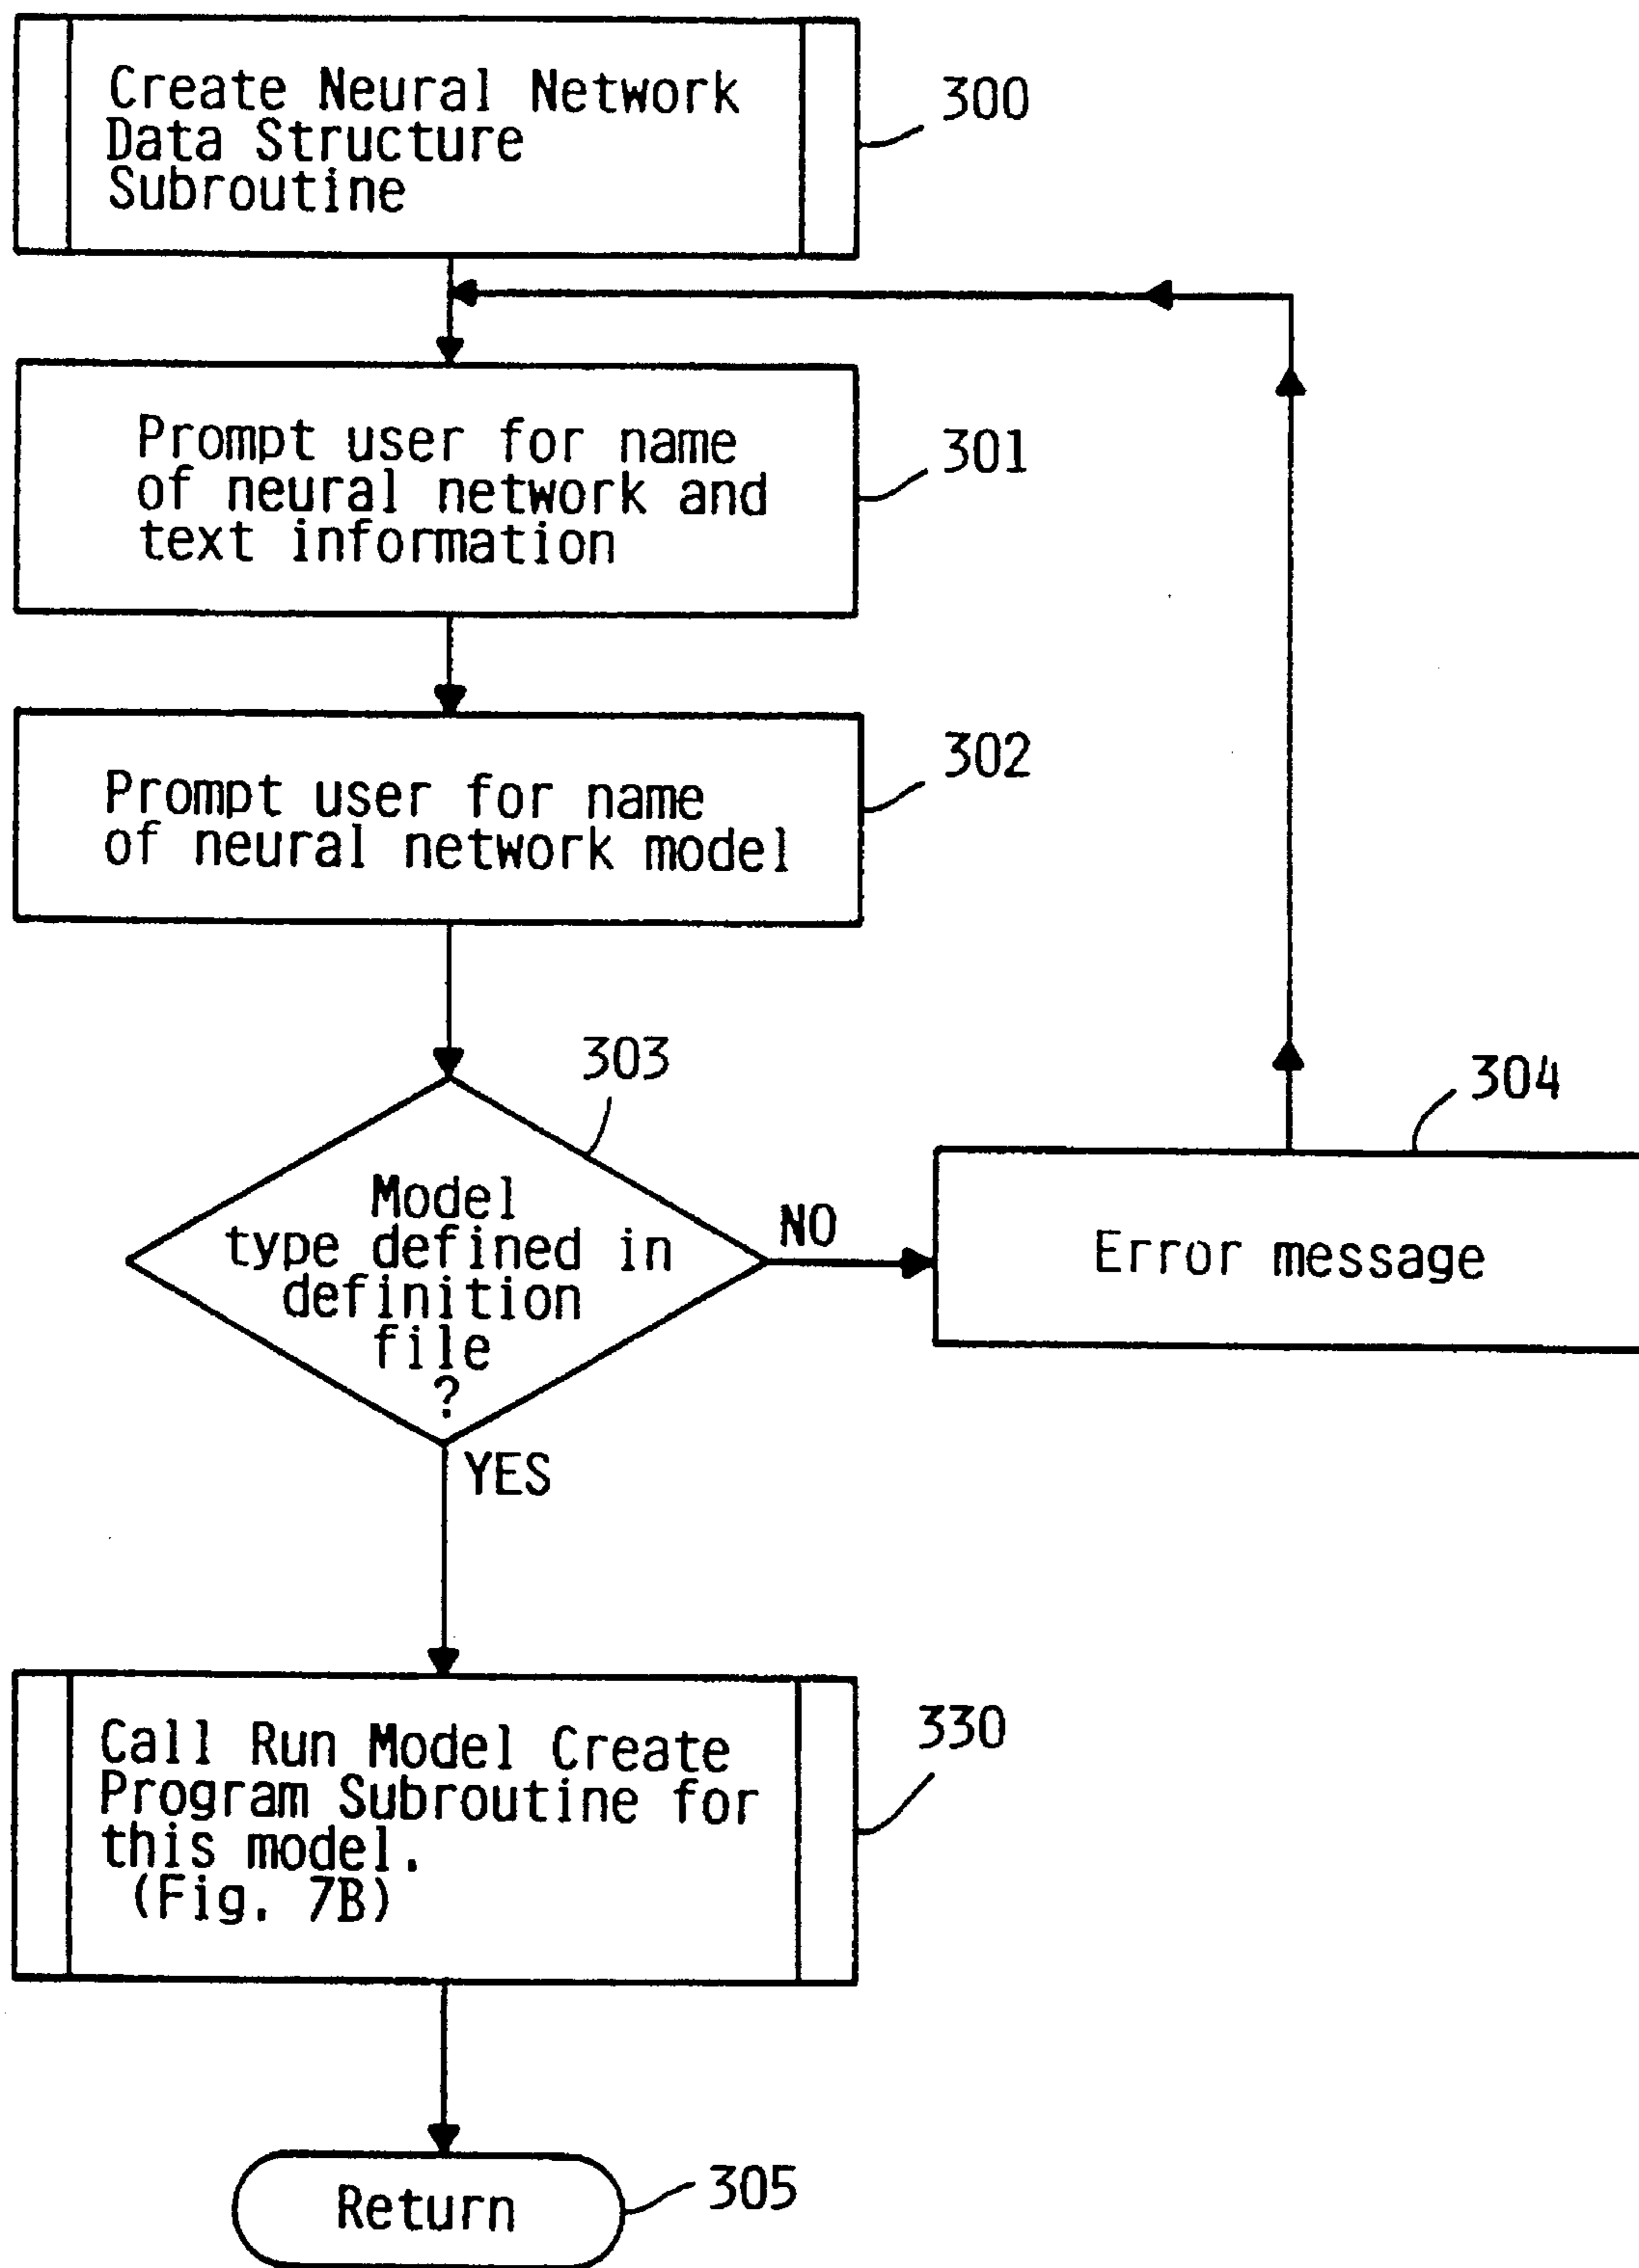 Create Neural Network
Data Structure
Subroutine
300
Prompt user for name
of neural network and
text information
301
Prompt user for name
of neural network model
302
303
Model
type defined in
definition
file
?
NO
304
Error message
YES
Call Run Model Create
Program Subroutine for
this model.
(Fig. 7B)
330
Return
305